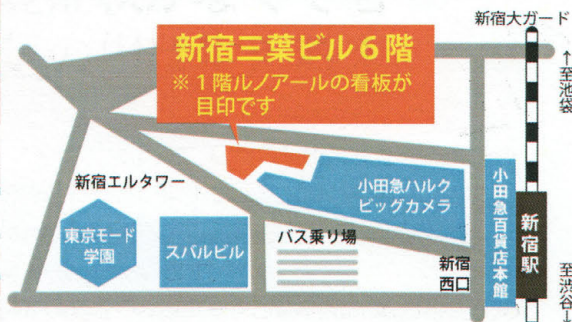 新宿大ガード
↑至池袋
新宿三葉ビル6階
※1階ルノアールの看板が
目印です
新宿エルタワー
小田急ハルク
ビッグカメラ
小田急百貨店本館
新宿駅
東京モード
学園
スバルビル
バス乗り場
新宿
西口
至渋谷↓